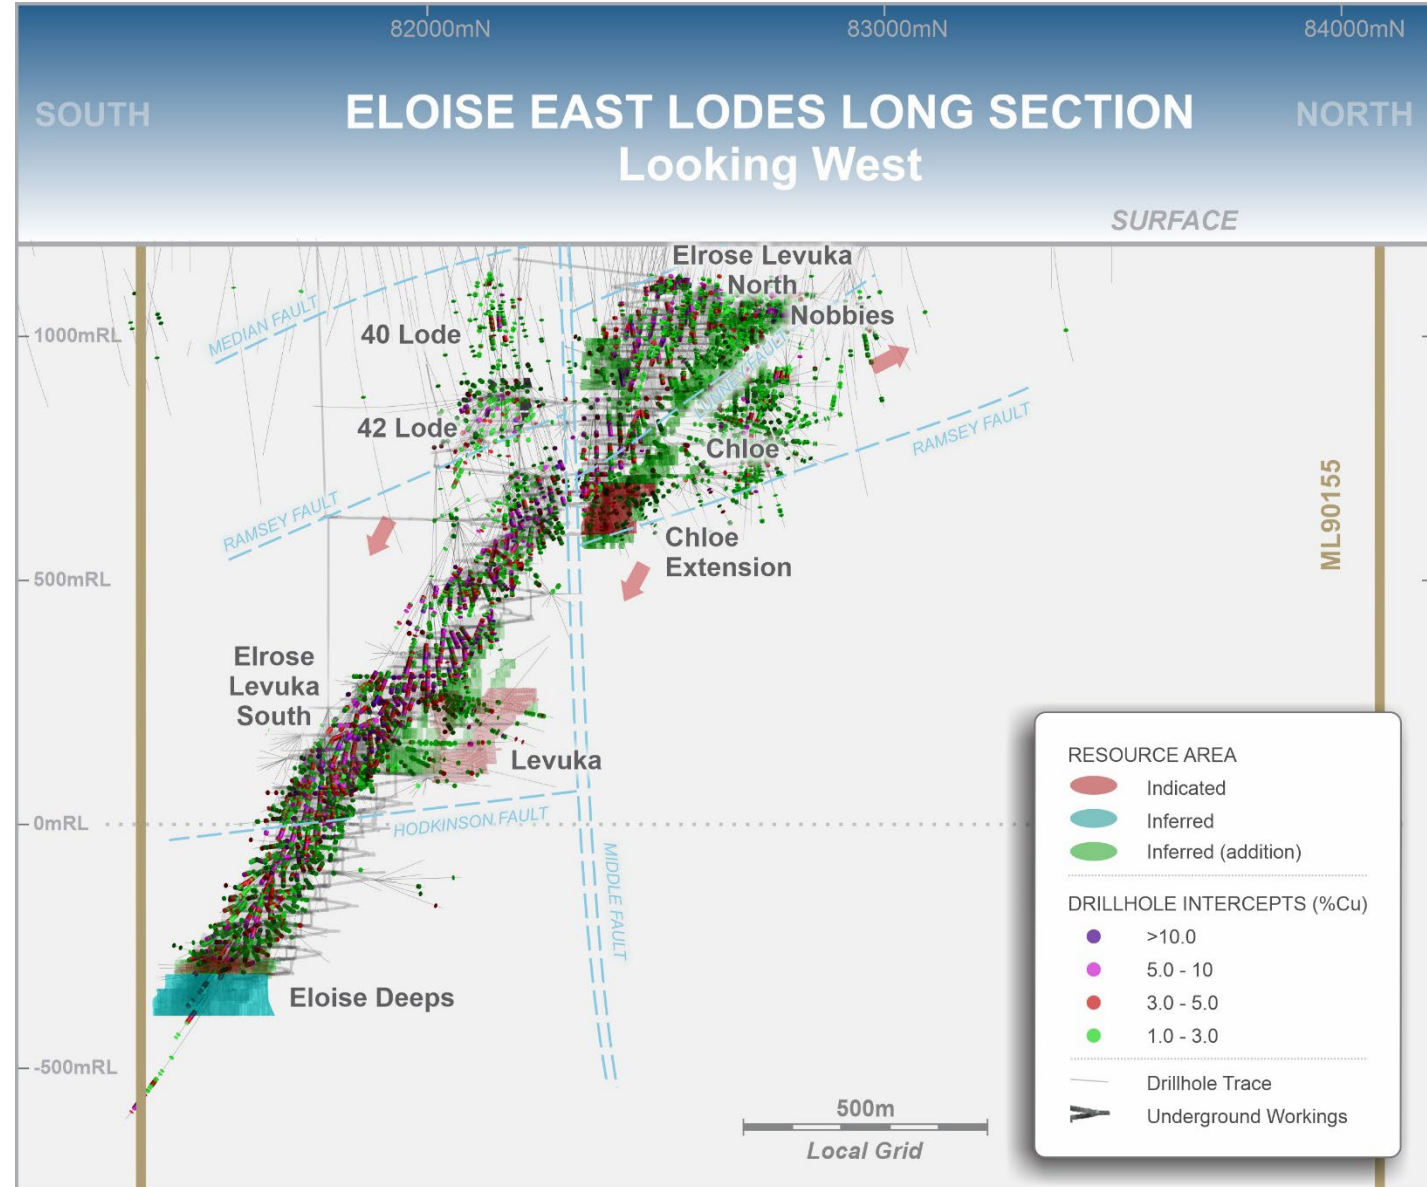 82000mN
83000mN
84000mN
SOUTH
ELOISE EAST LODES LONG SECTION
NORTH
Looking West
SURFACE
Elrose Levuka
North
Nobbies
MEDIAN FAULT
40 Lode
1000mRL
42 Lode
Chloe
RAMSEY FAULT
RAMSEY FAULT
Chloe
Extension
ML90155
500mRL
Elrose
Levuka
South
Levuka
HODKINSON FAULT
0mRL
MIDDLE FAULT
Eloise Deeps
-500mRL
500m
Local Grid
RESOURCE AREA
Indicated
Inferred
Inferred (addition)
DRILLHOLE INTERCEPTS (%Cu)
>10.0
5.0 - 10
3.0 - 5.0
1.0 - 3.0
Drillhole Trace
Underground Workings